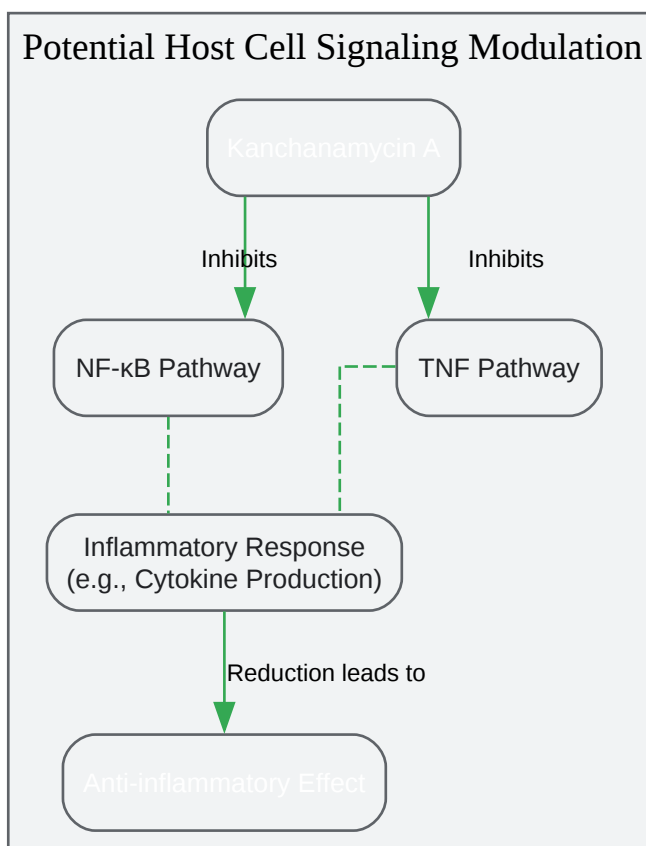 Potential Host Cell Signaling Modulation
Kanchanamycin A
Inhibits
Inhibits
NF-κB Pathway
TNF Pathway
Inflammatory Response
(e.g., Cytokine Production)
Reduction leads to
Anti-inflammatory Effect